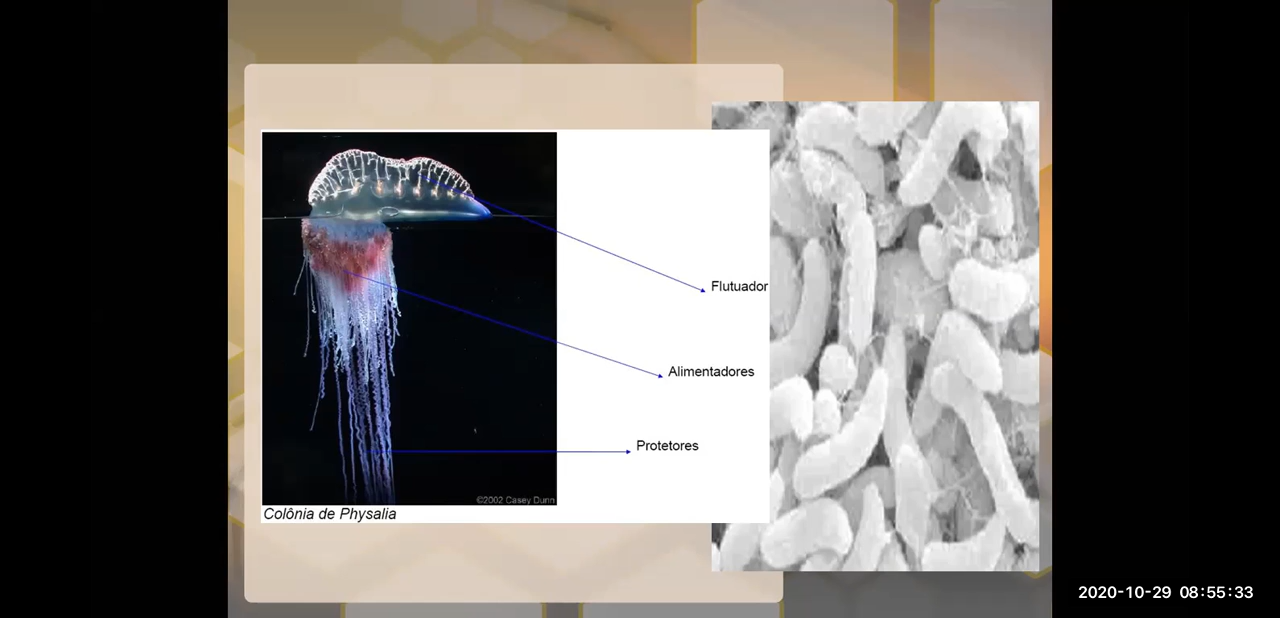 Flutuador
Alimentadores
Protetores
©2002 Casey Dunn
Colônia de Physalia
2020-10-29 08:55:33